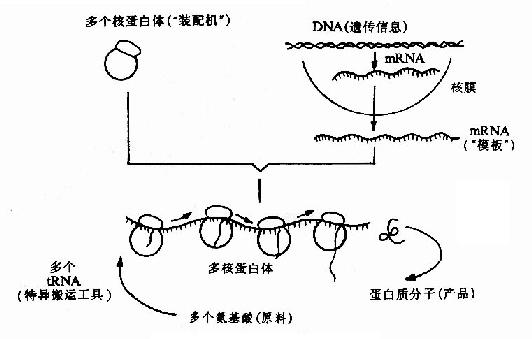 多个核蛋白体(“装配机”)
DNA(遗传信息)
mRNA
核膜
mRNA
(“模板”)
多个
tRNA
(特异搬运工具)
多核蛋白体
蛋白质分子(产品)
多个氨基酸(原料)